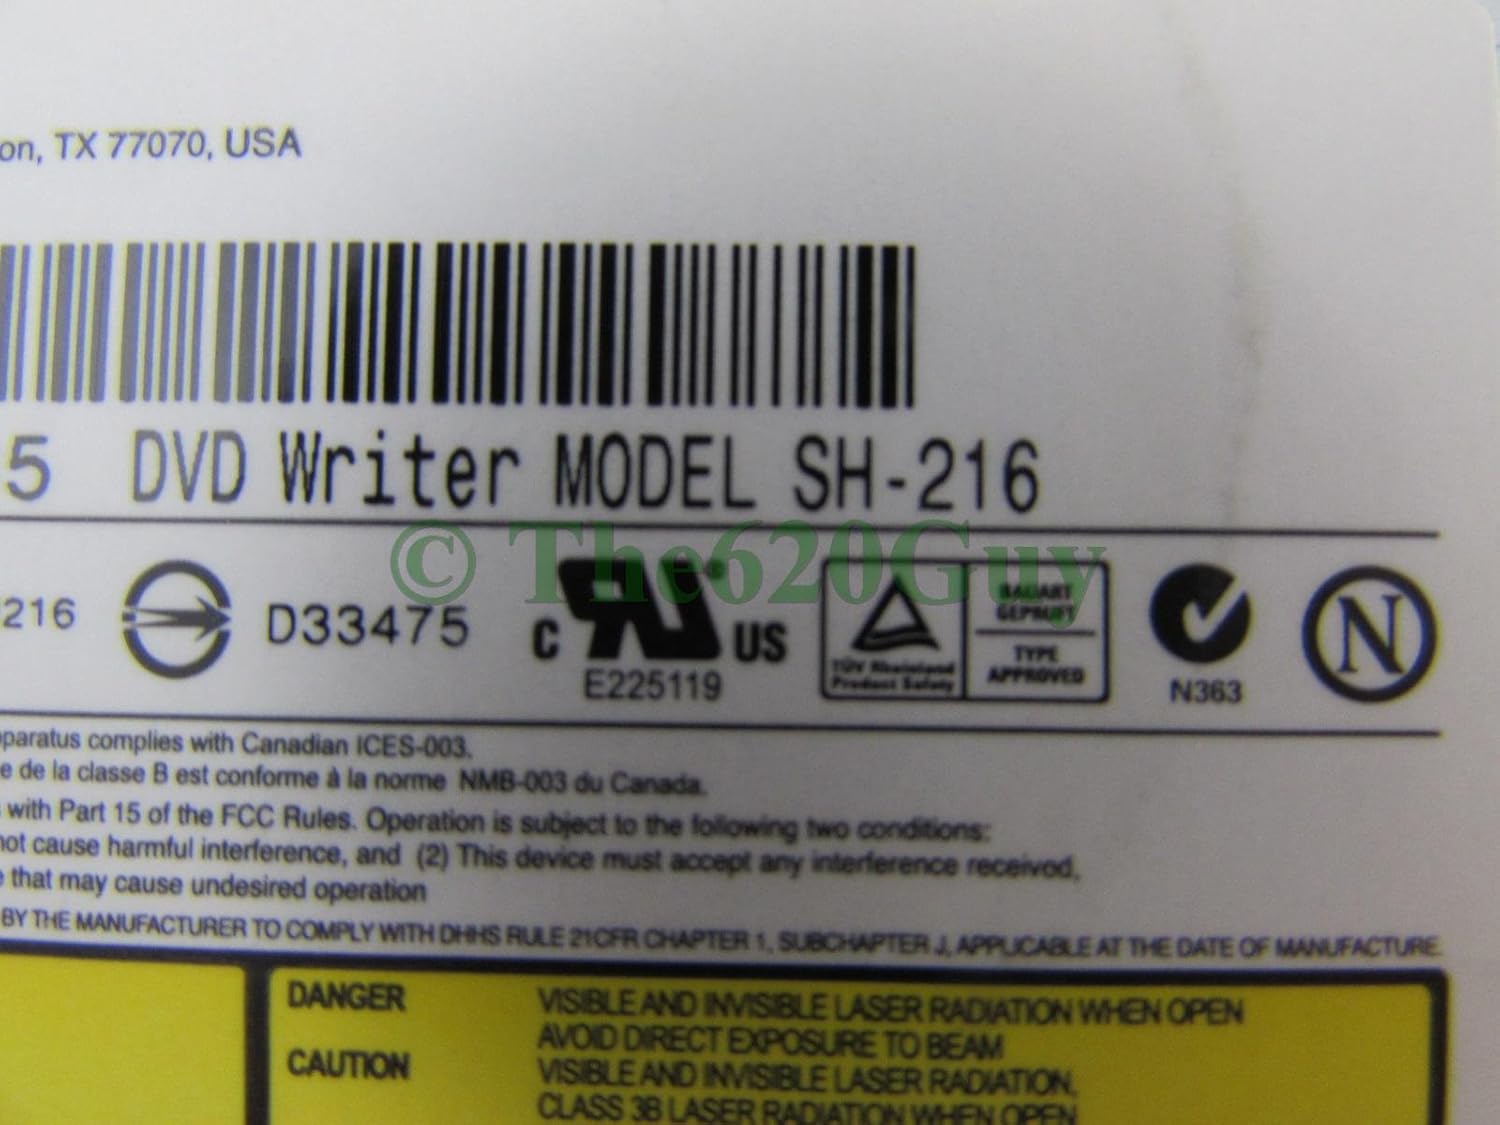 on, TX 77070, USA
5 DVD Writer MODEL SH-216
© The620Guy
216
D33475
C US
E225119
TÜV Rheinland
Product Safety
BAUART
GEPRÜFT
TYPE
APPROVED
N363
N
paratus complies with Canadian ICES-003.
e de la classe B est conforme à la norme NMB-003 du Canada.
with Part 15 of the FCC Rules. Operation is subject to the following two conditions:
not cause harmful interference, and (2) This device must accept any interference received,
that may cause undesired operation
BY THE MANUFACTURER TO COMPLY WITH DHHS RULE 21CFR CHAPTER 1, SUBCHAPTER J, APPLICABLE AT THE DATE OF MANUFACTURE.
DANGER VISIBLE AND INVISIBLE LASER RADIATION WHEN OPEN
AVOID DIRECT EXPOSURE TO BEAM
CAUTION VISIBLE AND INVISIBLE LASER RADIATION,
CLASS 3B LASER RADIATION WHEN OPEN